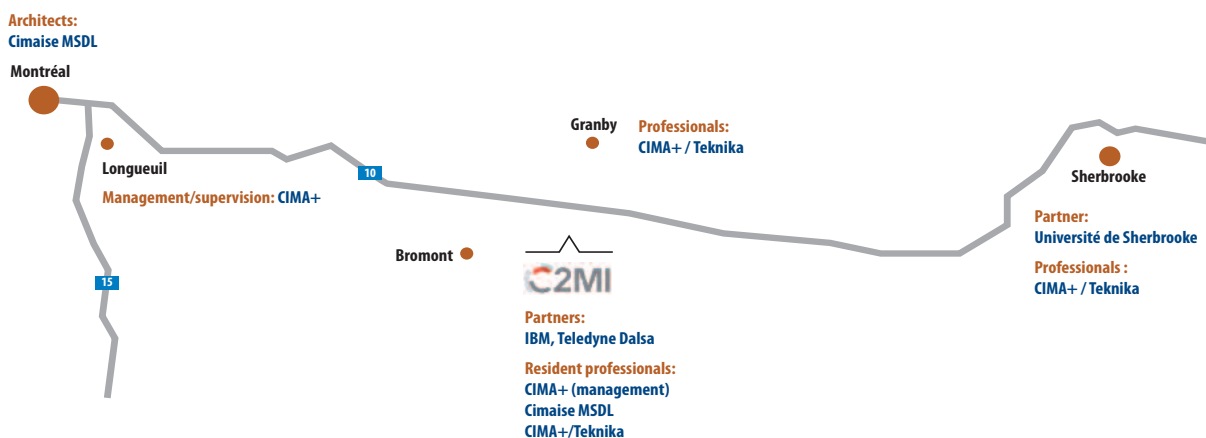 Architects:
Cimaise MSDL
Montréal
Longueuil
Management/supervision: CIMA+
15
10
Granby
Professionals:
CIMA+ / Teknika
Bromont
C2MI
Partners:
IBM, Teledyne Dalsa
Resident professionals:
CIMA+ (management)
Cimaise MSDL
CIMA+/Teknika
Sherbrooke
Partner:
Université de Sherbrooke
Professionals :
CIMA+ / Teknika